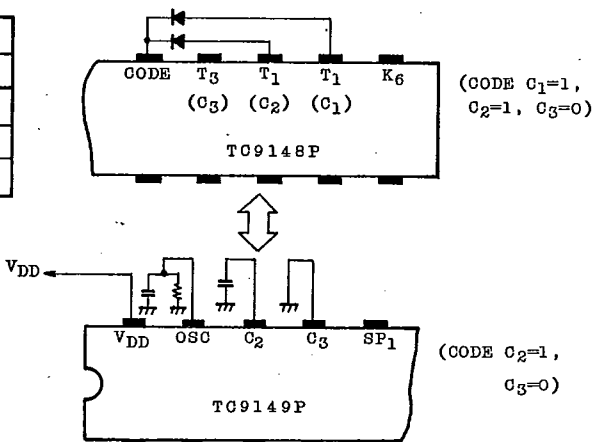 CODE T3 T1 T1 K6
(C3) (C2) (C1)
(CODE C1=1,
C2=1, C3=0)
TC9148P
VDD
VDD OSC C2 C3 SP1
(CODE C2=1,
C3=0)
TC9149P